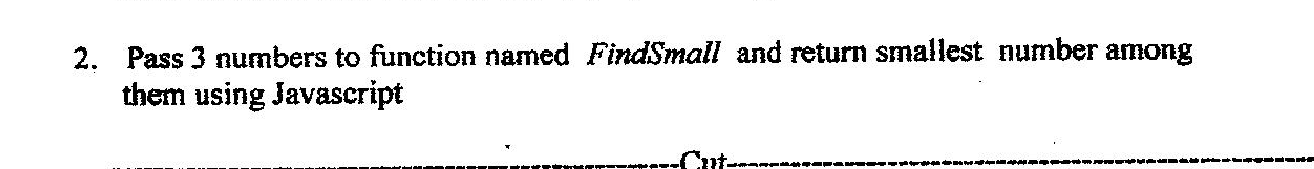 2. Pass 3 numbers to function named FindSmall and return smallest number among
them using Javascript
----------Cut----------